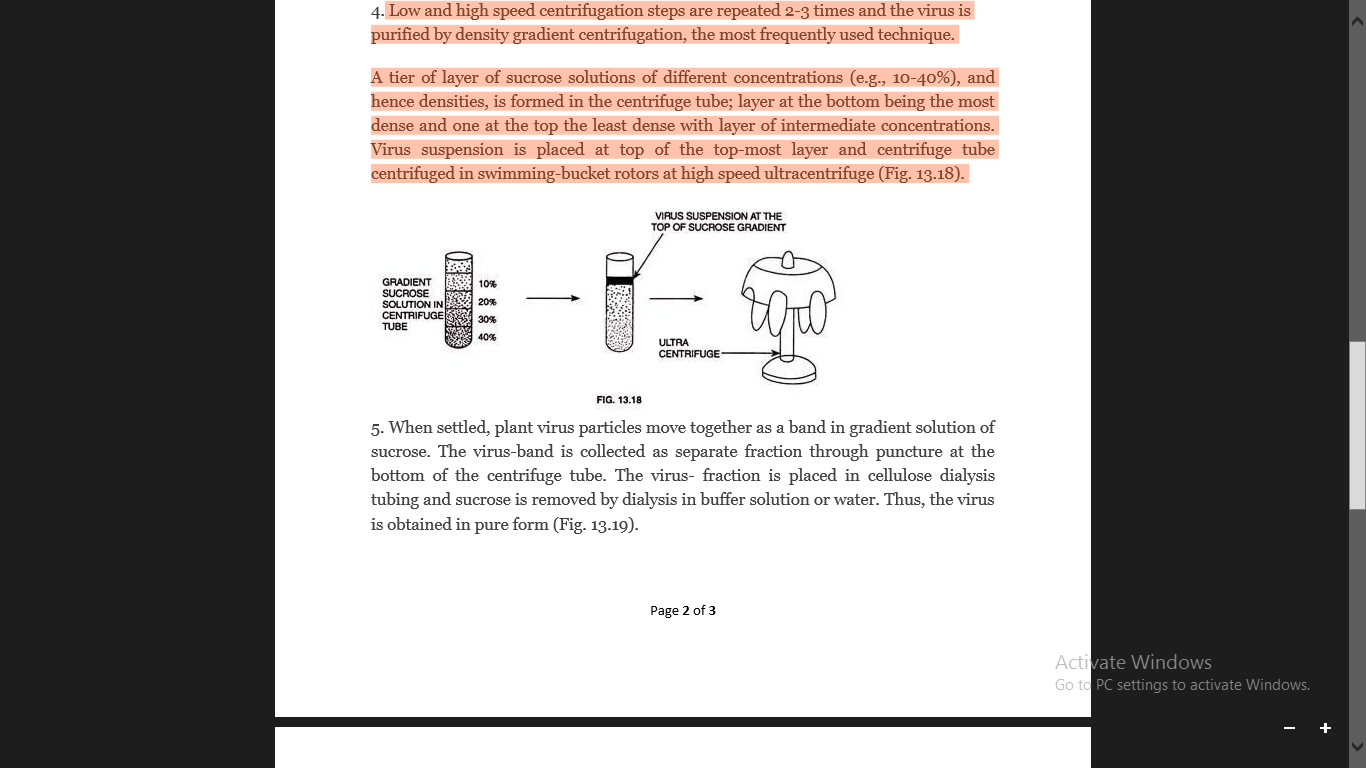 4. Low and high speed centrifugation steps are repeated 2-3 times and the virus is
purified by density gradient centrifugation, the most frequently used technique.
A tier of layer of sucrose solutions of different concentrations (e.g., 10-40%), and
hence densities, is formed in the centrifuge tube; layer at the bottom being the most
dense and one at the top the least dense with layer of intermediate concentrations.
Virus suspension is placed at top of the top-most layer and centrifuge tube
centrifuged in swimming-bucket rotors at high speed ultracentrifuge (Fig. 13.18).
VIRUS SUSPENSION AT THE
TOP OF SUCROSE GRADIENT
GRADIENT
SUCROSE
SOLUTION IN
CENTRIFUGE
TUBE
10%
20%
30%
40%
ULTRA
CENTRIFUGE
FIG. 13.18
5. When settled, plant virus particles move together as a band in gradient solution of
sucrose. The virus-band is collected as separate fraction through puncture at the
bottom of the centrifuge tube. The virus- fraction is placed in cellulose dialysis
tubing and sucrose is removed by dialysis in buffer solution or water. Thus, the virus
is obtained in pure form (Fig. 13.19).
Page 2 of 3
Activate Windows
Go to PC settings to activate Windows.